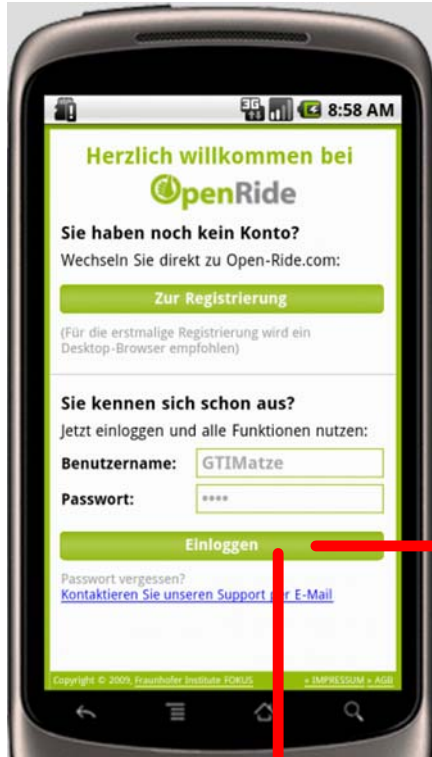 3G
8:58 AM
Herzlich willkommen bei
OpenRide
Sie haben noch kein Konto?
Wechseln Sie direkt zu Open-Ride.com:
Zur Registrierung
(Für die erstmalige Registrierung wird ein
Desktop-Browser empfohlen)
Sie kennen sich schon aus?
Jetzt einloggen und alle Funktionen nutzen:
Benutzername: GTIMatze
Passwort: ****
Einloggen
Passwort vergessen?
Kontaktieren Sie unseren Support per E-Mail
Copyright © 2009, Fraunhofer Institute FOKUS » IMPRESSUM » AGB